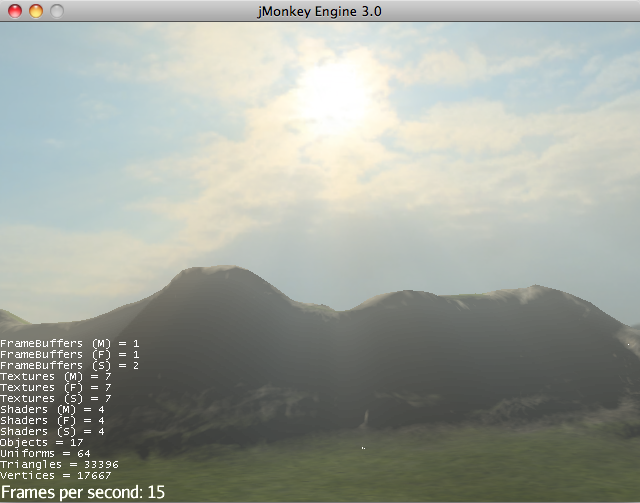 jMonkey Engine 3.0
FrameBuffers (M) = 1
FrameBuffers (F) = 1
FrameBuffers (S) = 2
Textures (M) = 7
Textures (F) = 7
Textures (S) = 7
Shaders (M) = 4
Shaders (F) = 4
Shaders (S) = 4
Objects = 17
Uniforms = 64
Triangles = 33396
Vertices = 17667
Frames per second: 15